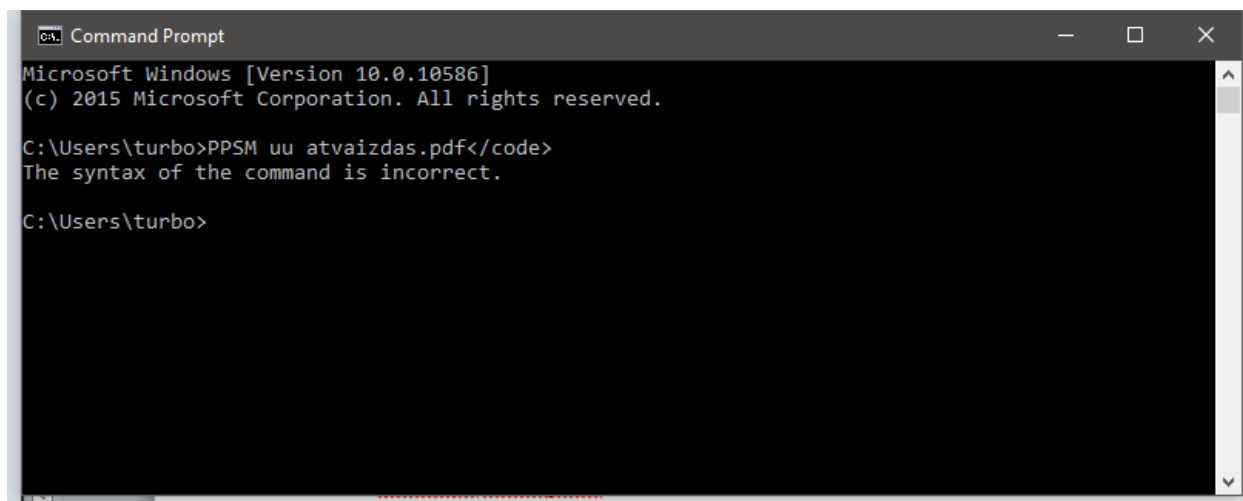 Command Prompt
Microsoft Windows [Version 10.0.10586]
(c) 2015 Microsoft Corporation. All rights reserved.
C:\Users\turbo>PPSM uu atvaizdas.pdf</code>
The syntax of the command is incorrect.
C:\Users\turbo>